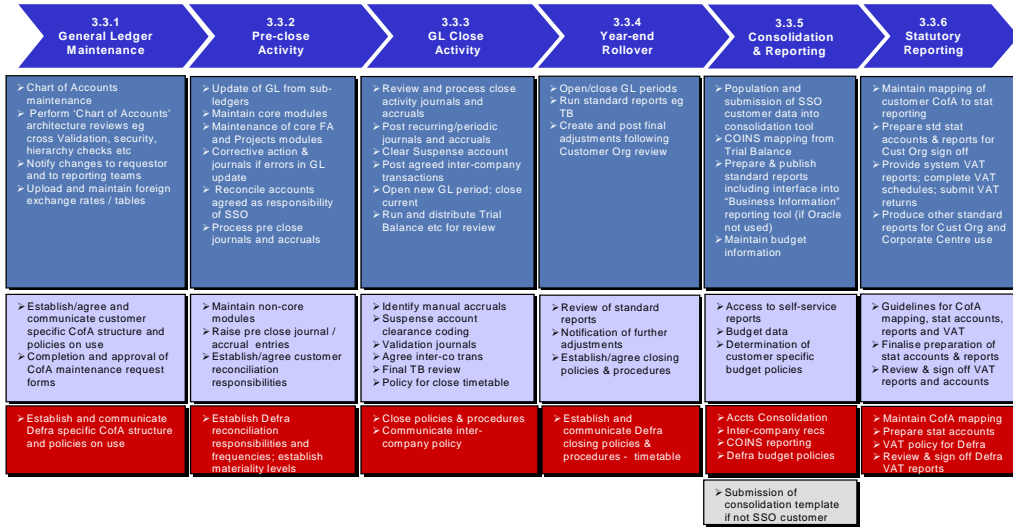 3.3.1
General Ledger
Maintenance
3.3.2
Pre-close
Activity
3.3.3
GL Close
Activity
3.3.4
Year-end
Rollover
3.3.5
Consolidation
& Reporting
3.3.6
Statutory
Reporting
➢ Chart of Accounts
maintenance
➢ Perform ‘Chart of Accounts’
architecture reviews eg
cross Validation, security,
hierarchy checks etc
➢ Notify changes to requestor
and to reporting teams
➢ Upload and maintain foreign
exchange rates / tables
➢ Update of GL from sub-
ledgers
➢ Maintain core modules
➢ Maintenance of core FA
and Projects modules
➢ Corrective action &
journals if errors in GL
update
➢ Reconcile accounts
agreed as responsibility
of SSO
➢ Process pre close
journals and accruals
➢ Review and process close
activity journals and
accruals
➢ Post recurring/periodic
journals and accruals
➢ Clear Suspense account
➢ Post agreed inter-company
transactions
➢ Open new GL period; close
current
➢ Run and distribute Trial
Balance etc for review
➢ Open/close GL periods
➢ Run standard reports eg
TB
➢ Create and post final
adjustments following
Customer Org review
➢ Population and
submission of SSO
customer data into
consolidation tool
➢ COINS mapping from
Trial Balance
➢ Prepare & publish
standard reports
including interface into
“Business Information”
reporting tool (if Oracle
not used)
➢ Maintain budget
information
➢ Maintain mapping of
customer CofA to stat
reporting
➢ Prepare std stat
accounts & reports for
Cust Org sign off
➢ Provide system VAT
reports; complete VAT
schedules; submit VAT
returns
➢ Produce other standard
reports for Cust Org and
Corporate Centre use
➢ Establish/agree and
communicate customer
specific CofA structure and
policies on use
➢ Completion and approval of
CofA maintenance request
forms
➢ Maintain non-core
modules
➢ Raise pre close journal /
accrual entries
➢ Establish/agree customer
reconciliation
responsibilities
➢ Identify manual accruals
➢ Suspense account
clearance coding
➢ Validation journals
➢ Agree inter-co trans
➢ Final TB review
➢ Policy for close timetable
➢ Review of standard
reports
➢ Notification of further
adjustments
➢ Establish/agree closing
policies & procedures
➢ Access to self-service
reports
➢ Budget data
➢ Determination of
customer specific
budget policies
➢ Guidelines for CofA
mapping, stat accounts,
reports and VAT
➢ Finalise preparation of
stat accounts & reports
➢ Review & sign off VAT
reports and accounts
➢ Establish and communicate
Defra specific CofA structure
and policies on use
➢ Establish Defra
reconciliation
responsibilities and
frequencies; establish
materiality levels
➢ Close policies & procedures
➢ Communicate inter-
company policy
➢ Establish and
communicate Defra
closing policies &
procedures - timetable
➢ Accts Consolidation
➢ Inter-company recs
➢ COINS reporting
➢ Defra budget policies
➢ Maintain CofA mapping
➢ Prepare stat accounts
➢ VAT policy for Defra
➢ Review & sign off Defra
VAT reports
➢ Submission of
consolidation template
if not SSO customer